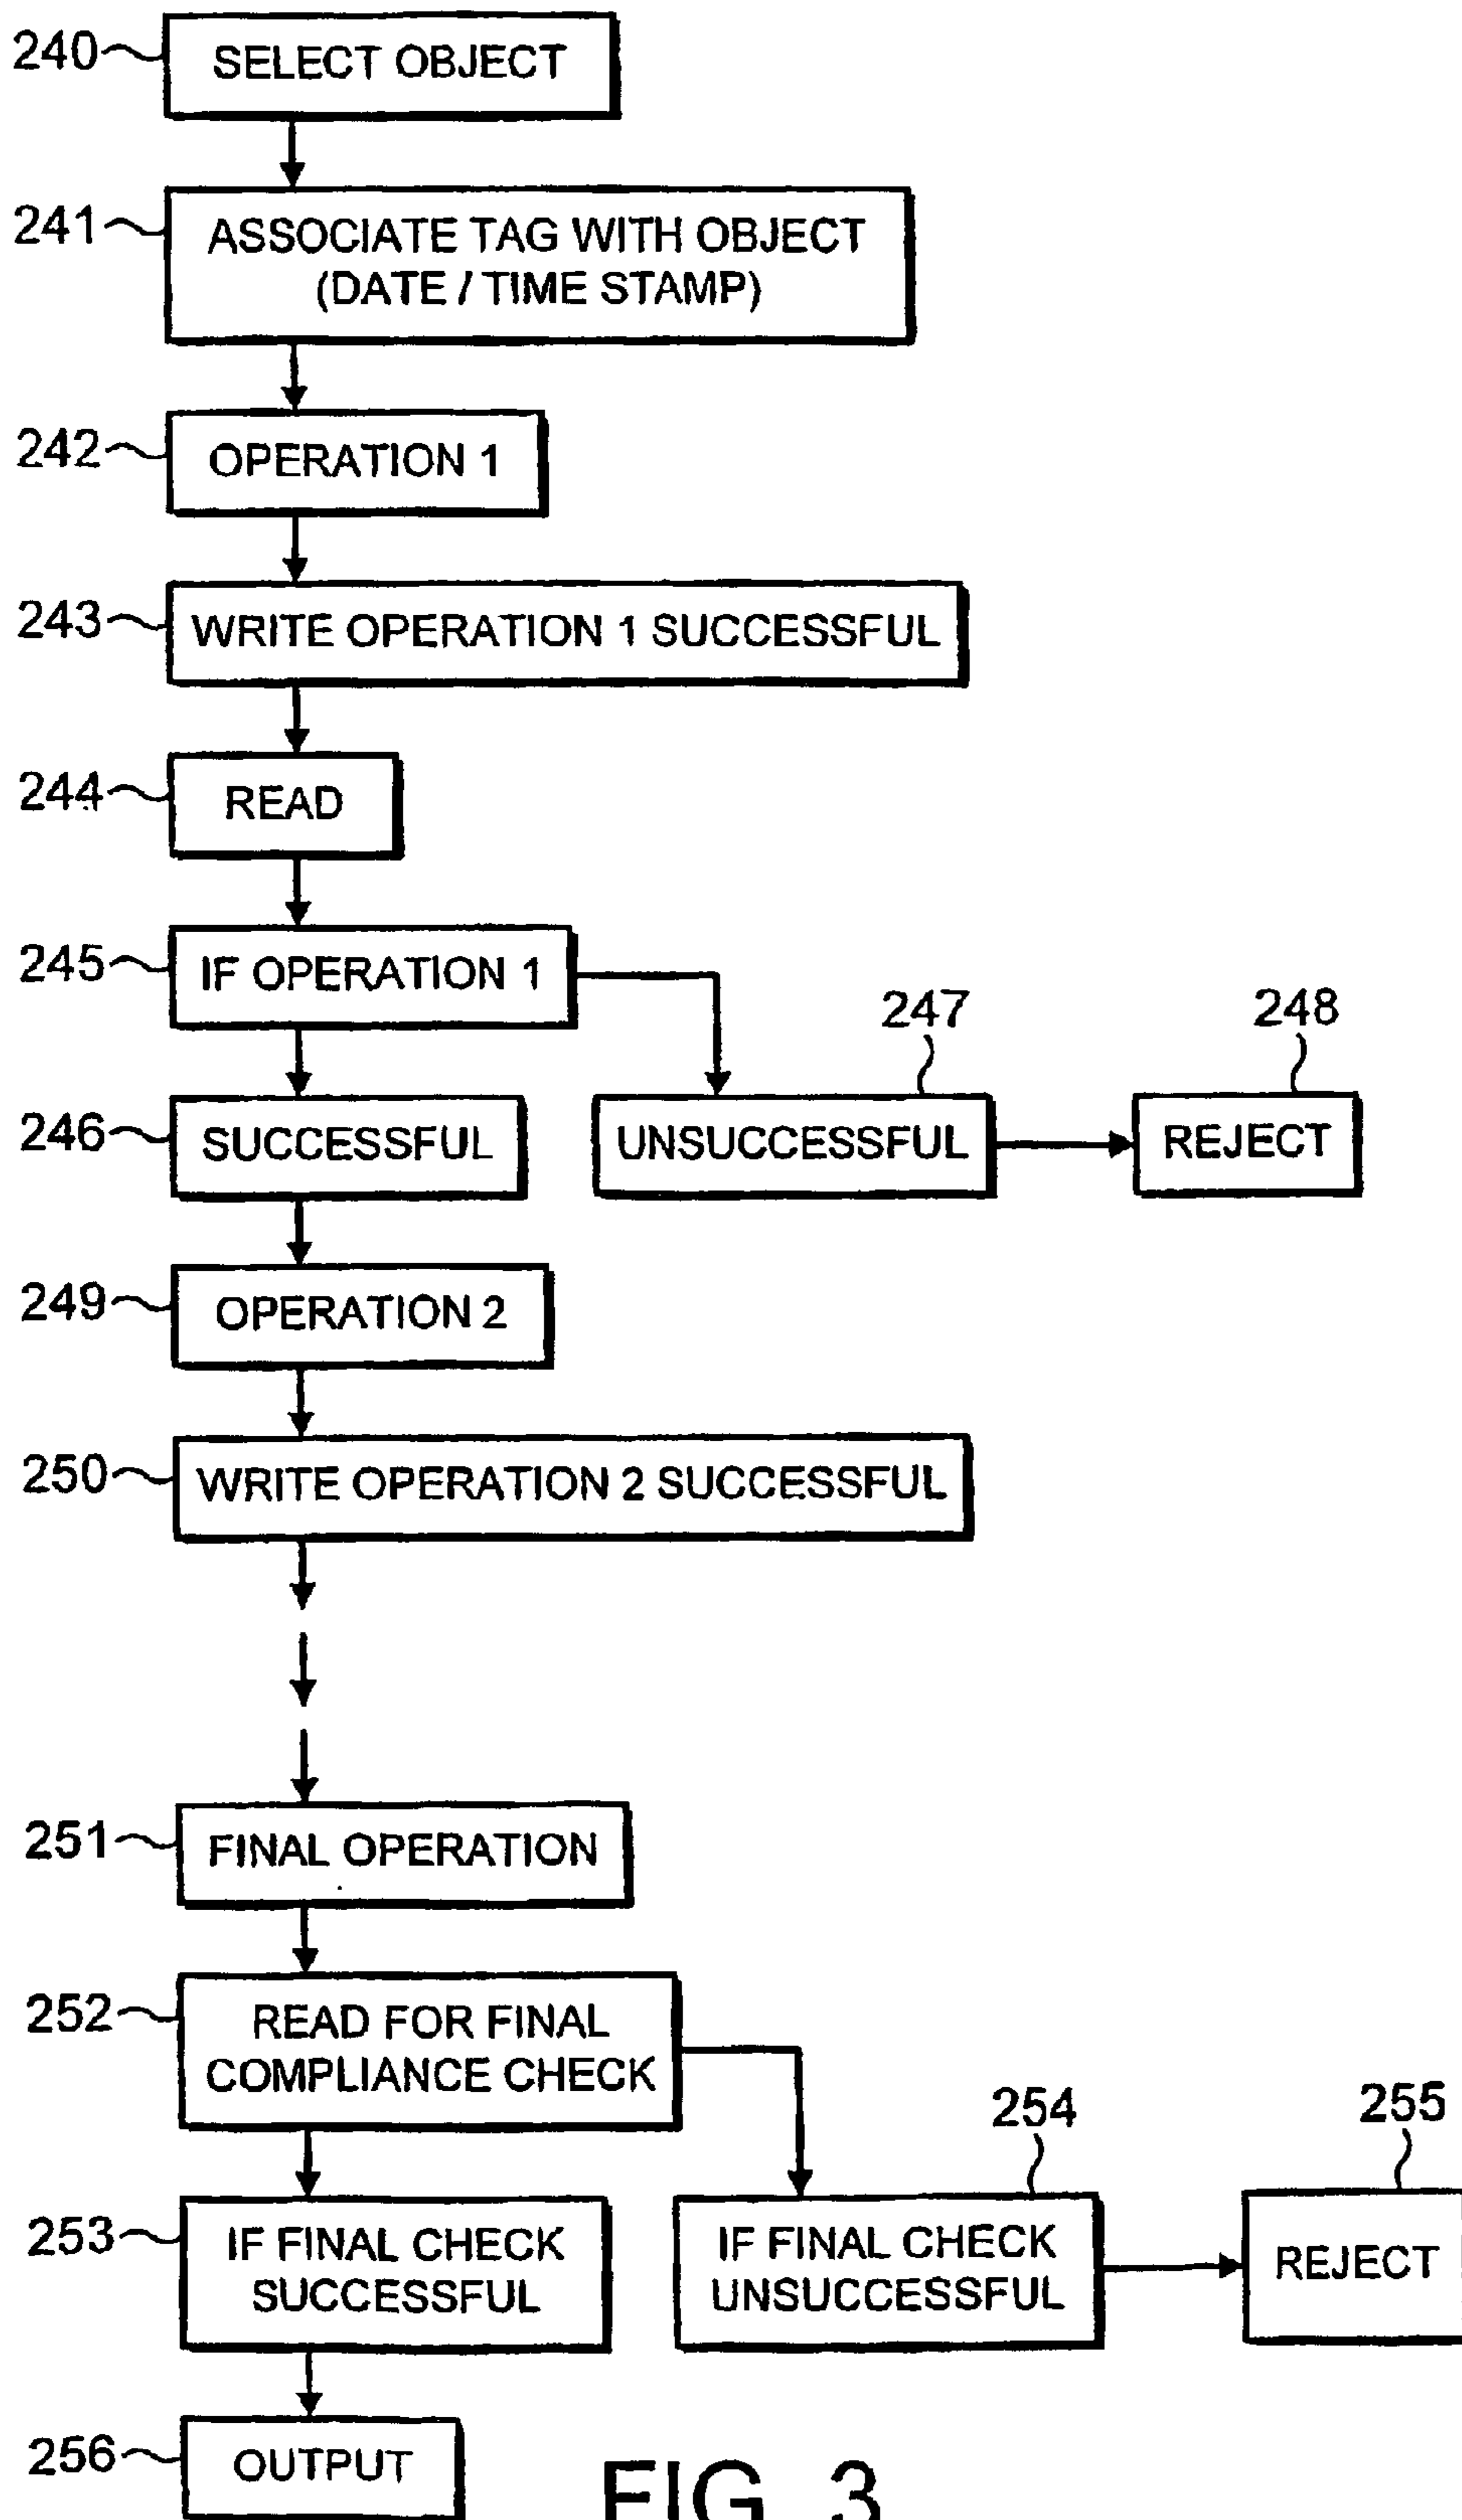 240
SELECT OBJECT
241
ASSOCIATE TAG WITH OBJECT
(DATE / TIME STAMP)
242
OPERATION 1
243
WRITE OPERATION 1 SUCCESSFUL
244
READ
245
IF OPERATION 1
247
248
246
SUCCESSFUL
UNSUCCESSFUL
REJECT
249
OPERATION 2
250
WRITE OPERATION 2 SUCCESSFUL
251
FINAL OPERATION
252
READ FOR FINAL
COMPLIANCE CHECK
254
255
253
IF FINAL CHECK
SUCCESSFUL
IF FINAL CHECK
UNSUCCESSFUL
REJECT
256
OUTPUT
FIG. 3